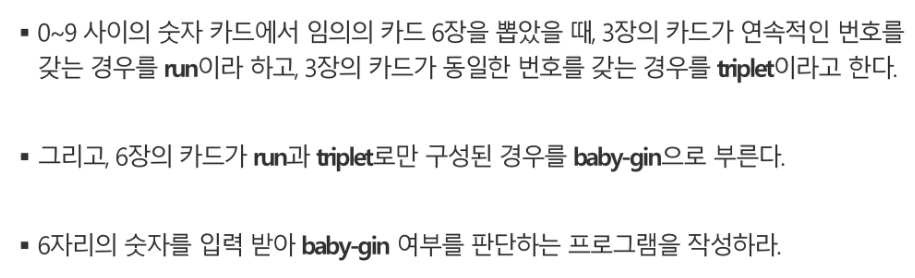 ▪ 0~9 사이의 숫자 카드에서 임의의 카드 6장을 뽑았을 때, 3장의 카드가 연속적인 번호를
갖는 경우를 run이라 하고, 3장의 카드가 동일한 번호를 갖는 경우를 triplet이라고 한다.
▪ 그리고, 6장의 카드가 run과 triplet로만 구성된 경우를 baby-gin으로 부른다.
▪ 6자리의 숫자를 입력 받아 baby-gin 여부를 판단하는 프로그램을 작성하라.